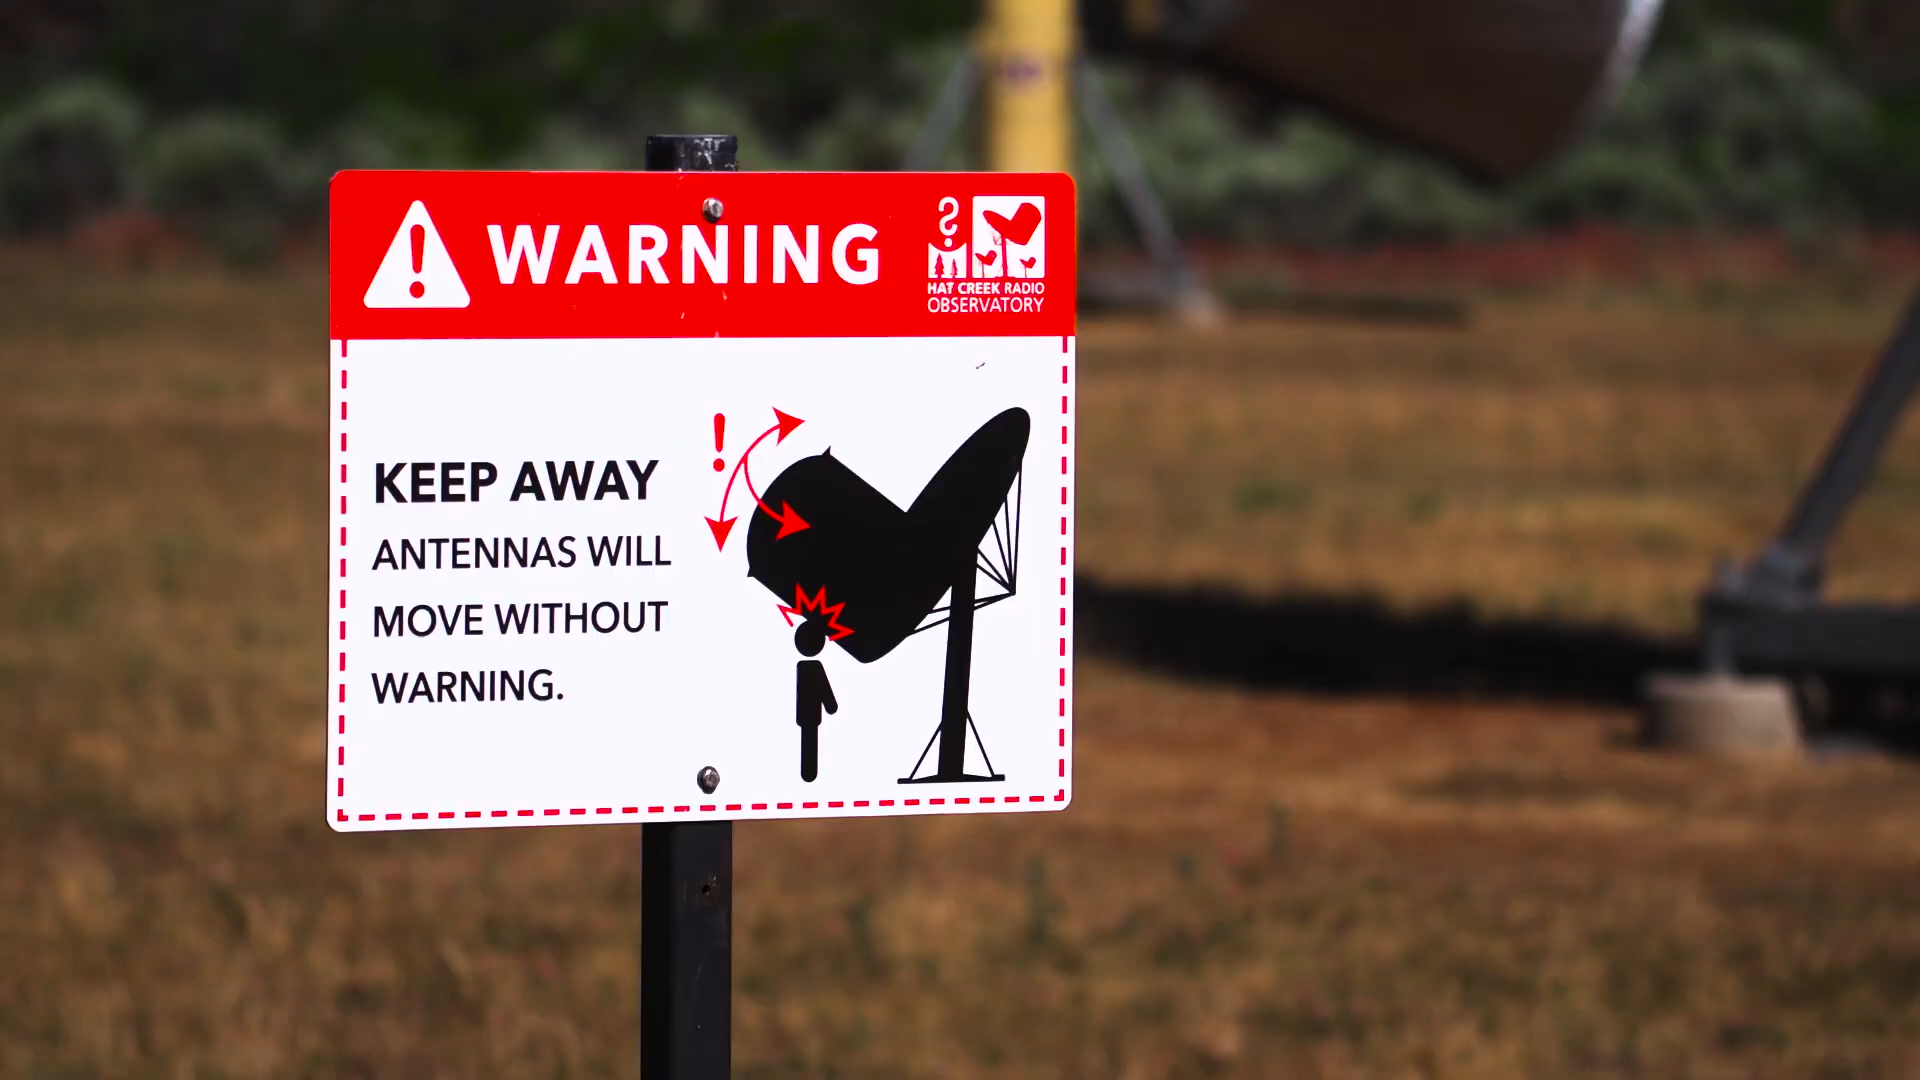 WARNING
HAT CREEK RADIO
OBSERVATORY
!
KEEP AWAY
ANTENNAS WILL
MOVE WITHOUT
WARNING.